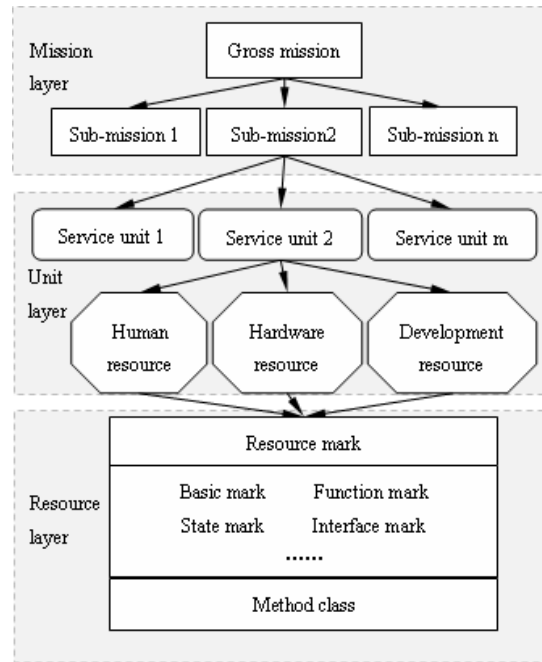 Mission
layer
Gross mission
Sub-mission 1
Sub-mission2
Sub-mission n
Service unit 1
Service unit 2
Service unit m
Unit
layer
Human
resource
Hardware
resource
Development
resource
Resource
layer
Resource mark
Basic mark Function mark
State mark Interface mark
......
Method class